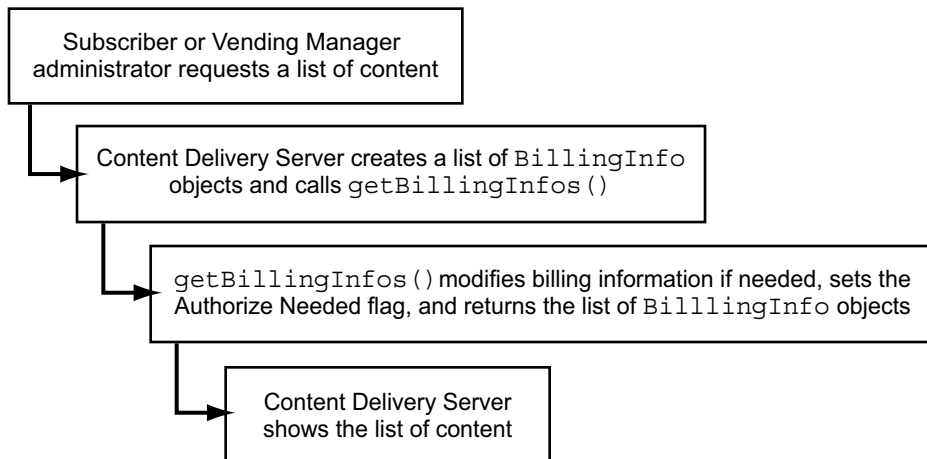 Subscriber or Vending Manager
administrator requests a list of content
Content Delivery Server creates a list of BillingInfo
objects and calls getBillingInfos()
getBillingInfos() modifies billing information if needed, sets the
Authorize Needed flag, and returns the list of BilllingInfo objects
Content Delivery Server
shows the list of content